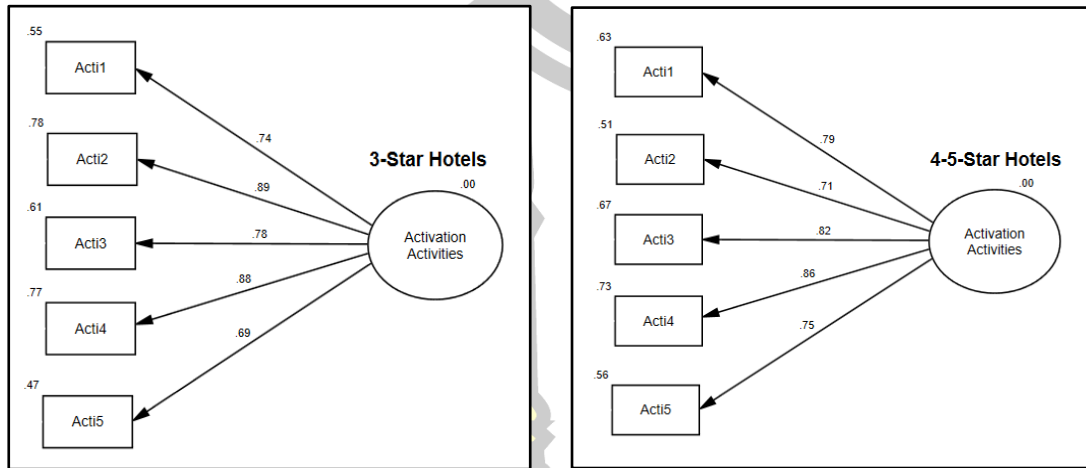 .55
Acti1
.74
.78
Acti2
3-Star Hotels
.89
.00
.61
Acti3
.78
Activation
Activities
.88
.77
Acti4
.69
.47
Acti5
.63
Acti1
.79
.51
Acti2
4-5-Star Hotels
.71
.00
.67
Acti3
.82
Activation
Activities
.86
.73
Acti4
.75
.56
Acti5